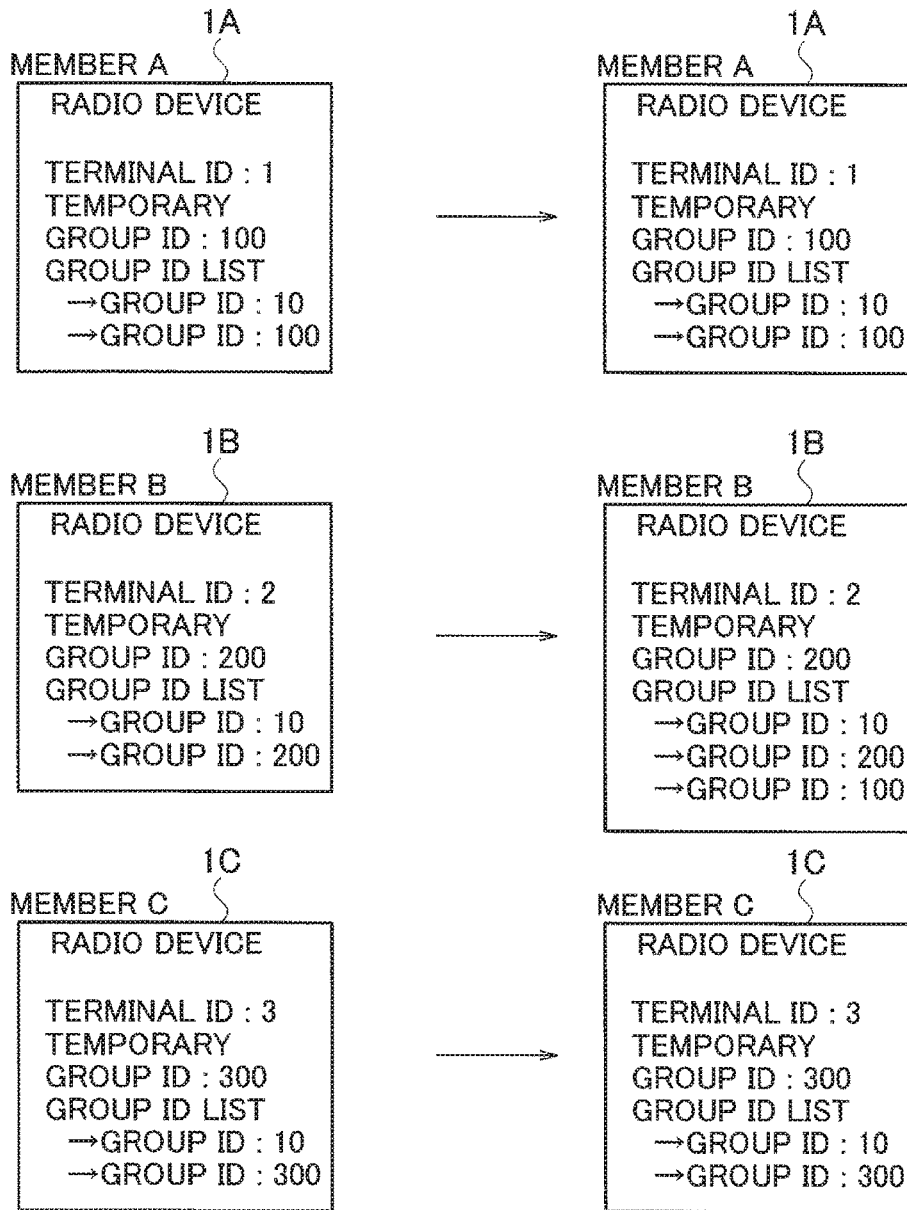 1A
MEMBER A
RADIO DEVICE
TERMINAL ID : 1
TEMPORARY
GROUP ID : 100
GROUP ID LIST
→GROUP ID : 10
→GROUP ID : 100
1A
MEMBER A
RADIO DEVICE
TERMINAL ID : 1
TEMPORARY
GROUP ID : 100
GROUP ID LIST
→GROUP ID : 10
→GROUP ID : 100
1B
MEMBER B
RADIO DEVICE
TERMINAL ID : 2
TEMPORARY
GROUP ID : 200
GROUP ID LIST
→GROUP ID : 10
→GROUP ID : 200
1B
MEMBER B
RADIO DEVICE
TERMINAL ID : 2
TEMPORARY
GROUP ID : 200
GROUP ID LIST
→GROUP ID : 10
→GROUP ID : 200
→GROUP ID : 100
1C
MEMBER C
RADIO DEVICE
TERMINAL ID : 3
TEMPORARY
GROUP ID : 300
GROUP ID LIST
→GROUP ID : 10
→GROUP ID : 300
1C
MEMBER C
RADIO DEVICE
TERMINAL ID : 3
TEMPORARY
GROUP ID : 300
GROUP ID LIST
→GROUP ID : 10
→GROUP ID : 300